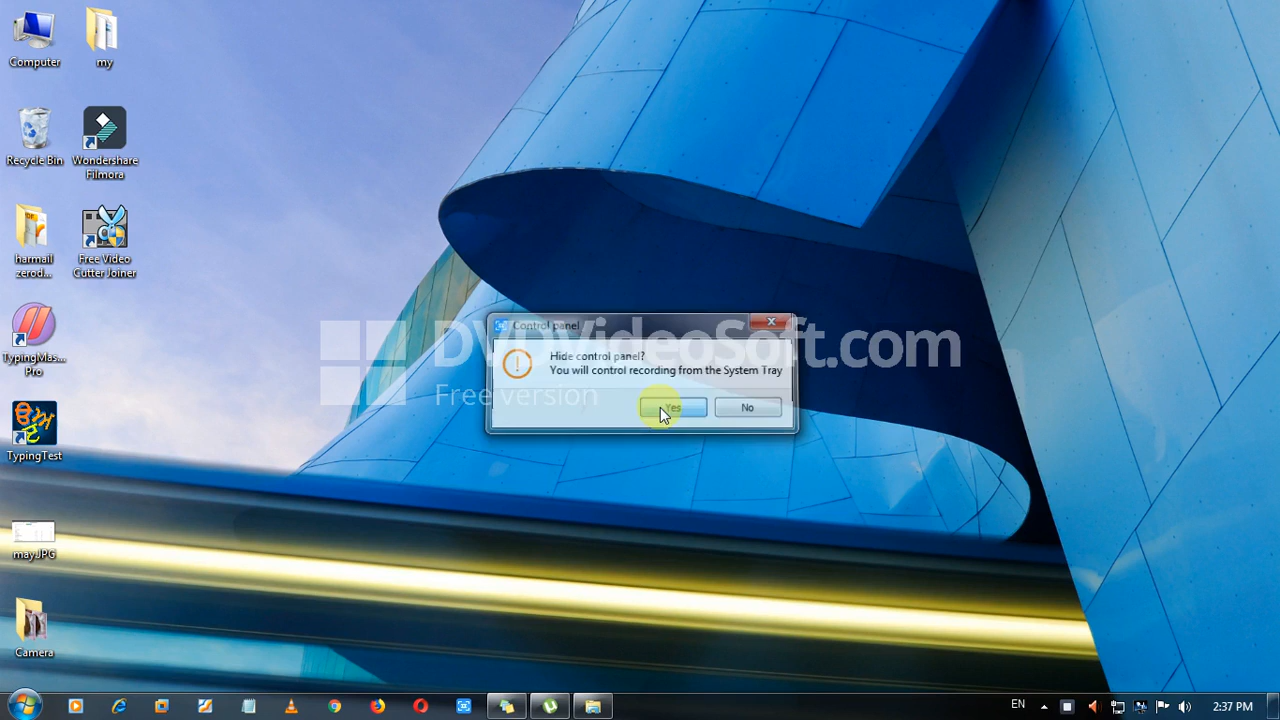 Computer
my
Recycle Bin
Wondershare
Filmora
harmail
zerod...
Free Video
Cutter Joiner
TypingMas...
Pro
TypingTest
mayJPG
Camera
Control panel
Hide control panel?
You will control recording from the System Tray
Yes
No
DVDVideoSoft.com
Free version
EN
2:37 PM